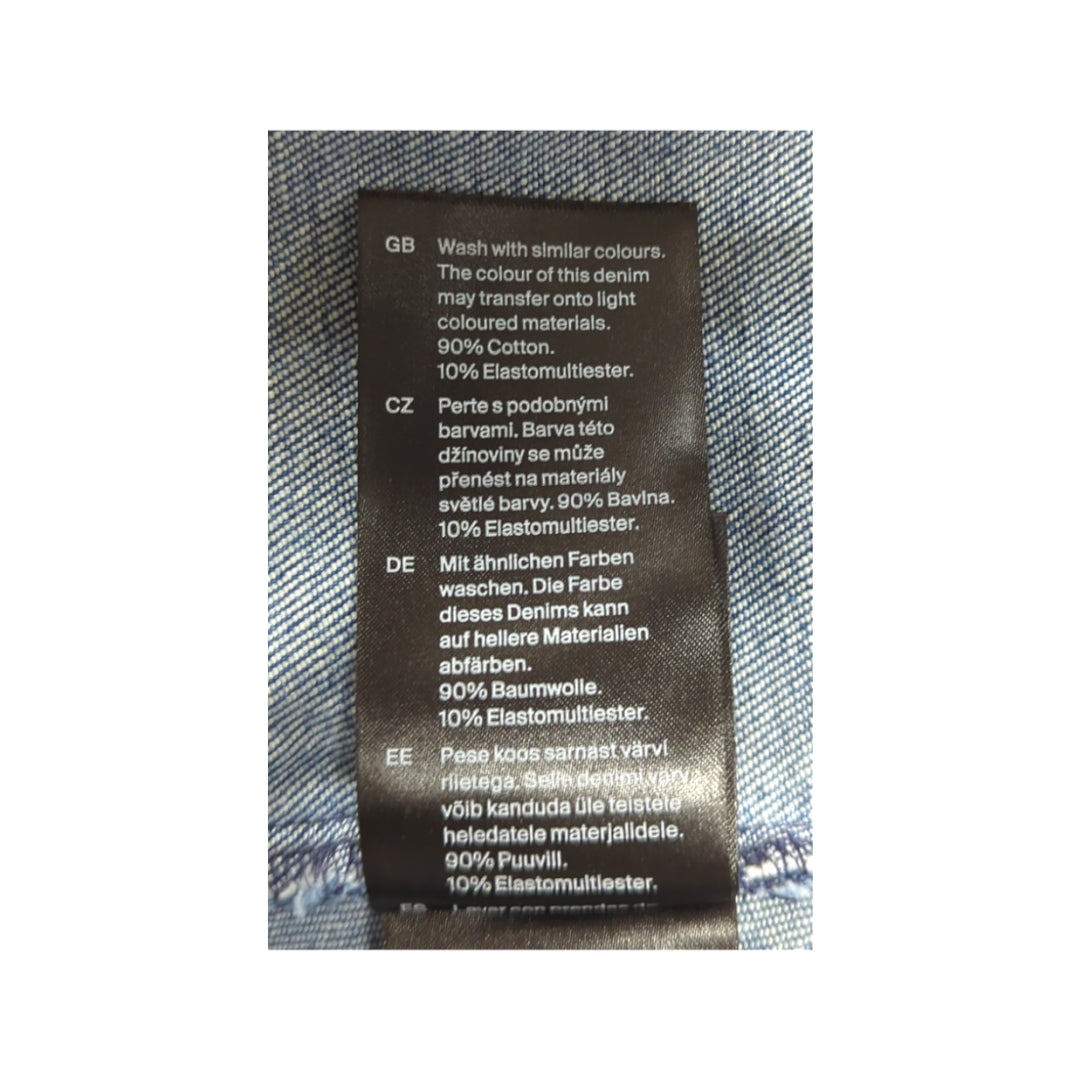 GB Wash with similar colours.
The colour of this denim
may transfer onto light
coloured materials.
90% Cotton.
10% Elastomultiester.
CZ Perte s podobnými
barvami. Barva této
džínoviny se může
přenést na materiály
světlé barvy. 90% Bavlna.
10% Elastomultiester.
DE Mit ähnlichen Farben
waschen. Die Farbe
dieses Denims kann
auf hellere Materialien
abfärben.
90% Baumwolle.
10% Elastomultiester.
EE Pese koos sarnast värvi
riietega. Selle denimi värv
võib kanduda üle teistele
heledatele materjalidele.
90% Puuvill.
10% Elastomultiester.